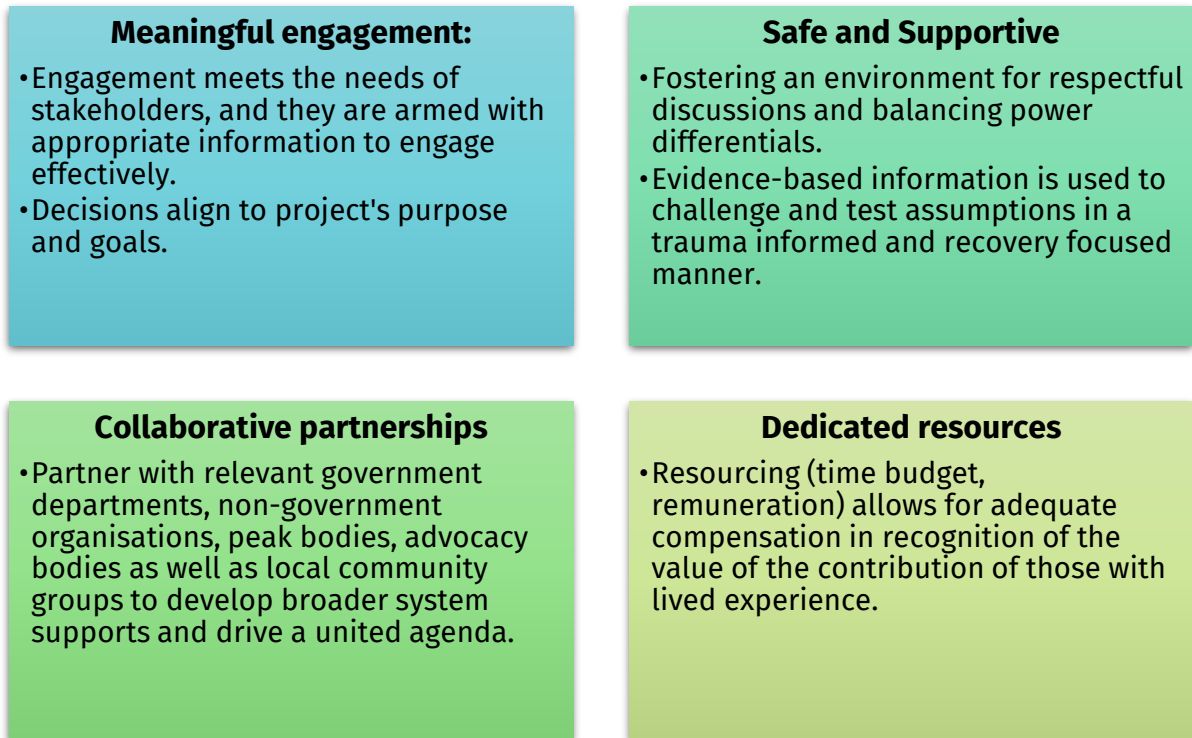 Meaningful engagement:
•Engagement meets the needs of
stakeholders, and they are armed with
appropriate information to engage
effectively.
•Decisions align to project's purpose
and goals.
Safe and Supportive
•Fostering an environment for respectful
discussions and balancing power
differentials.
•Evidence-based information is used to
challenge and test assumptions in a
trauma informed and recovery focused
manner.
Collaborative partnerships
•Partner with relevant government
departments, non-government
organisations, peak bodies, advocacy
bodies as well as local community
groups to develop broader system
supports and drive a united agenda.
Dedicated resources
•Resourcing (time budget,
remuneration) allows for adequate
compensation in recognition of the
value of the contribution of those with
lived experience.